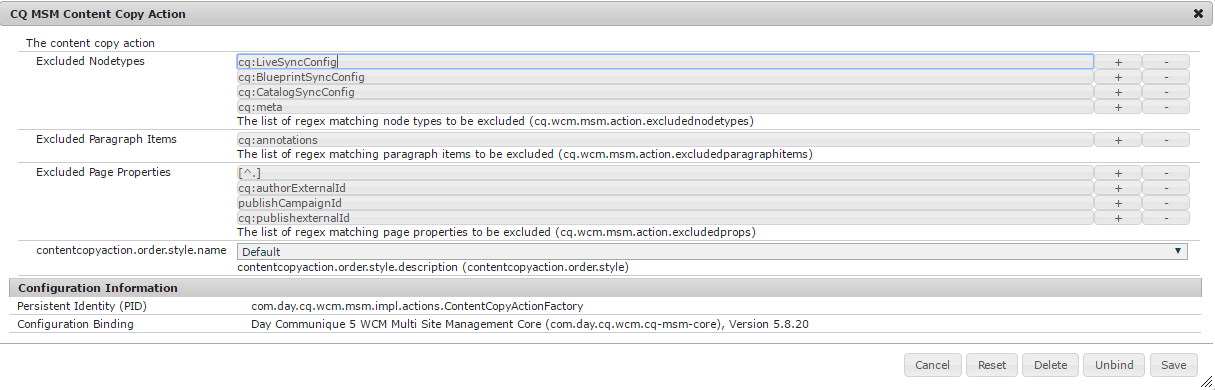 CQ MSM Content Copy Action ✖
The content copy action
Excluded Nodetypes cq:LiveSyncConfig + -
cq:BlueprintSyncConfig + -
cq:CatalogSyncConfig + -
cq:meta + -
The list of regex matching node types to be excluded (cq.wcm.msm.action.excludednodetypes)
Excluded Paragraph Items cq:annotations + -
The list of regex matching paragraph items to be excluded (cq.wcm.msm.action.excludedparagraphitems)
Excluded Page Properties [^.] + -
cq:authorExternalId + -
publishCampaignId + -
cq:publishexternalId + -
The list of regex matching page properties to be excluded (cq.wcm.msm.action.excludedprops)
contentcopyaction.order.style.name Default
contentcopyaction.order.style.description (contentcopyaction.order.style)
Configuration Information
Persistent Identity (PID) com.day.cq.wcm.msm.impl.actions.ContentCopyActionFactory
Configuration Binding Day Communique 5 WCM Multi Site Management Core (com.day.cq.wcm.cq-msm-core), Version 5.8.20
Cancel Reset Delete Unbind Save